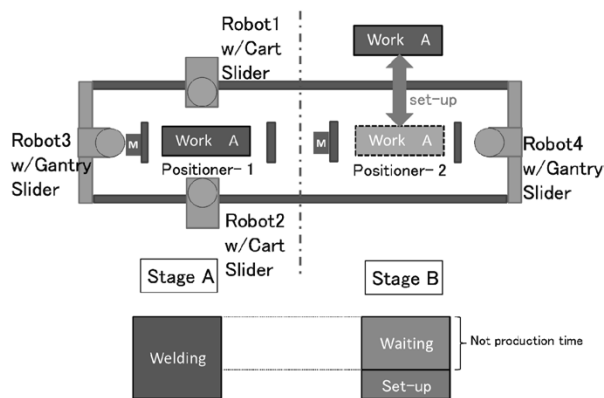 Robot1
w/Cart
Slider
Work A
set-up
Robot3
w/Gantry
Slider
M
Work A
Positioner-1
M
Work A
Positioner-2
Robot4
w/Gantry
Slider
Robot2
w/Cart
Slider
Stage A
Stage B
Welding
Waiting
Not production time
Set-up